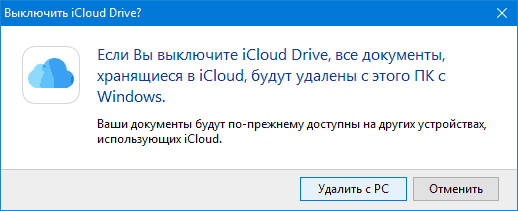 Выключить iCloud Drive?
Если Вы выключите iCloud Drive, все документы,
хранящиеся в iCloud, будут удалены с этого ПК с
Windows.
Ваши документы будут по-прежнему доступны на других устройствах,
использующих iCloud.
Удалить с PC
Отменить